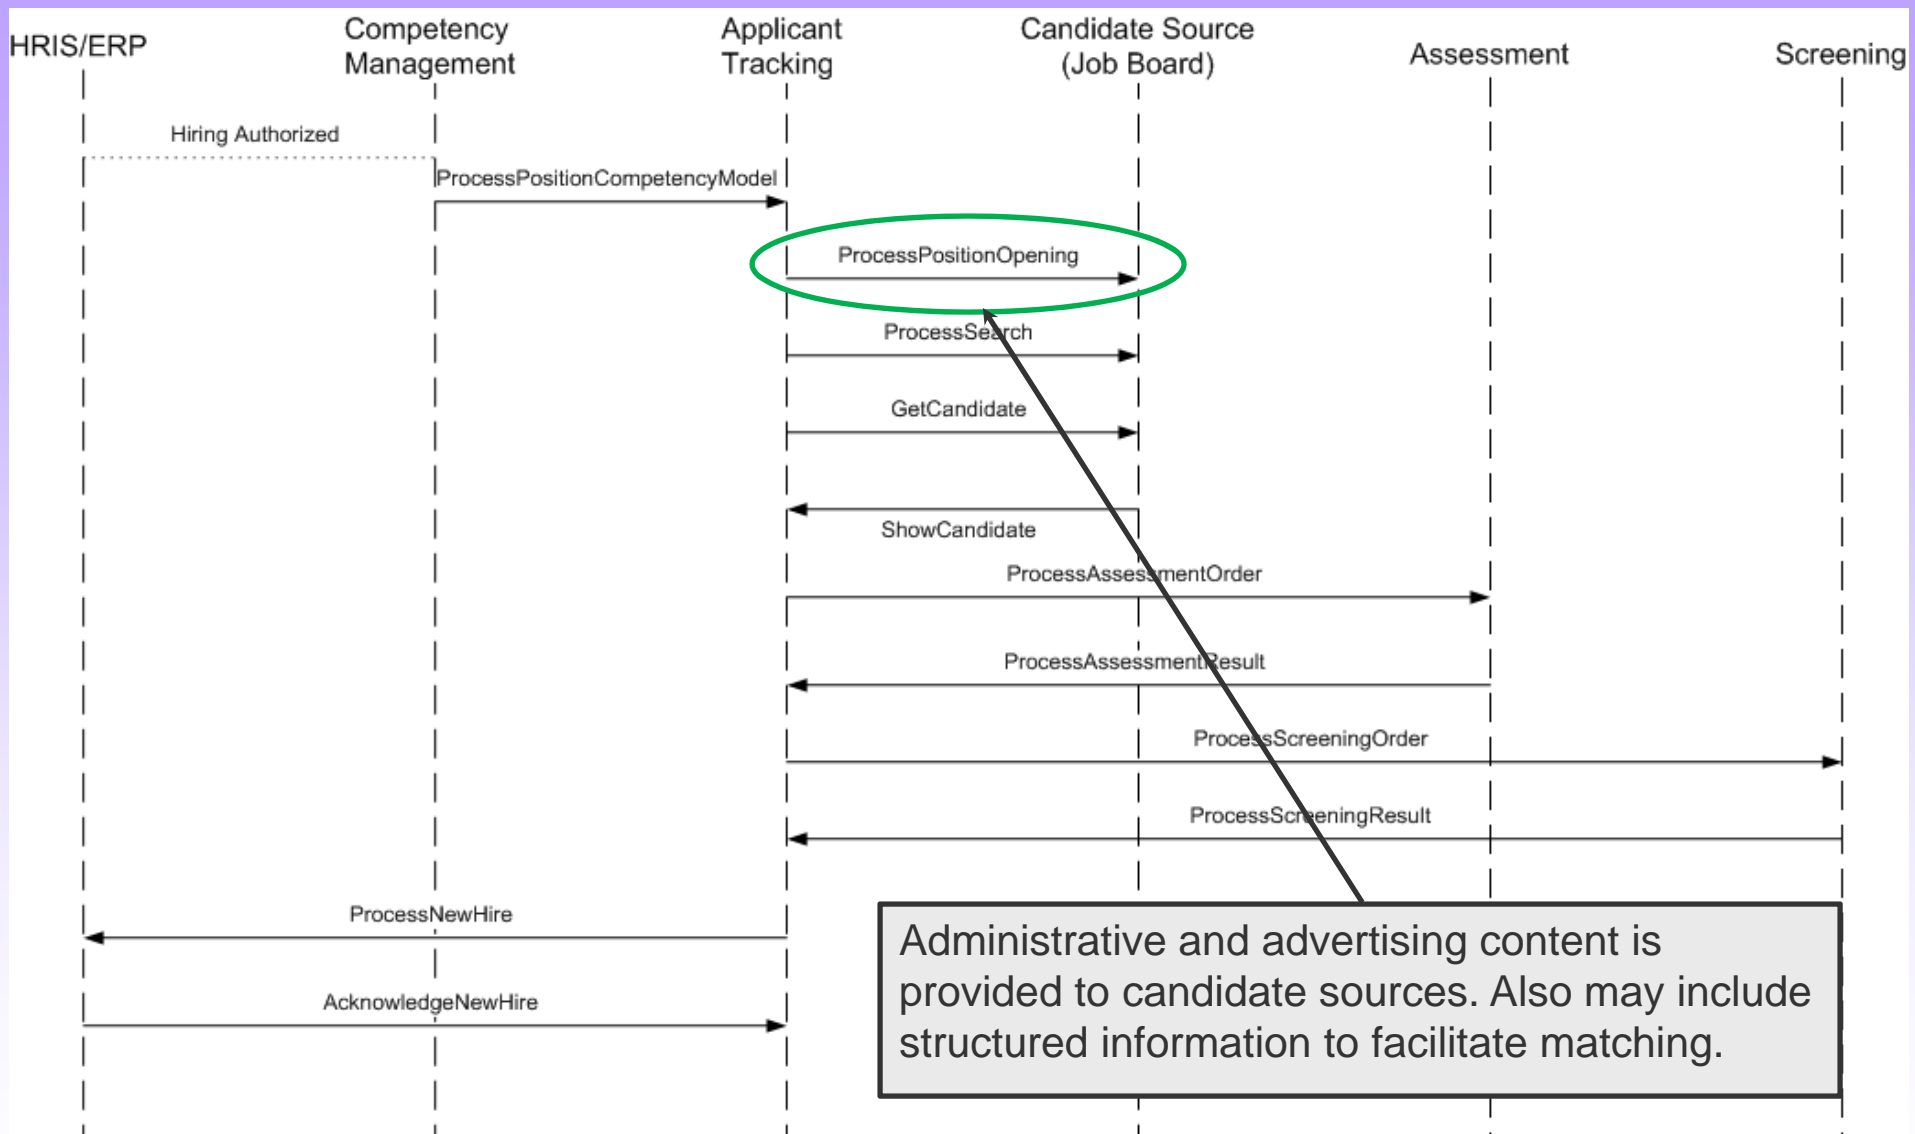 HRIS/ERP
Competency
Management
Applicant
Tracking
Candidate Source
(Job Board)
Assessment
Screening
Hiring Authorized
ProcessPositionCompetencyModel
ProcessPositionOpening
ProcessSearch
GetCandidate
ShowCandidate
ProcessAssessmentOrder
ProcessAssessmentResult
ProcessScreeningOrder
ProcessScreeningResult
ProcessNewHire
AcknowledgeNewHire
Administrative and advertising content is
provided to candidate sources. Also may include
structured information to facilitate matching.